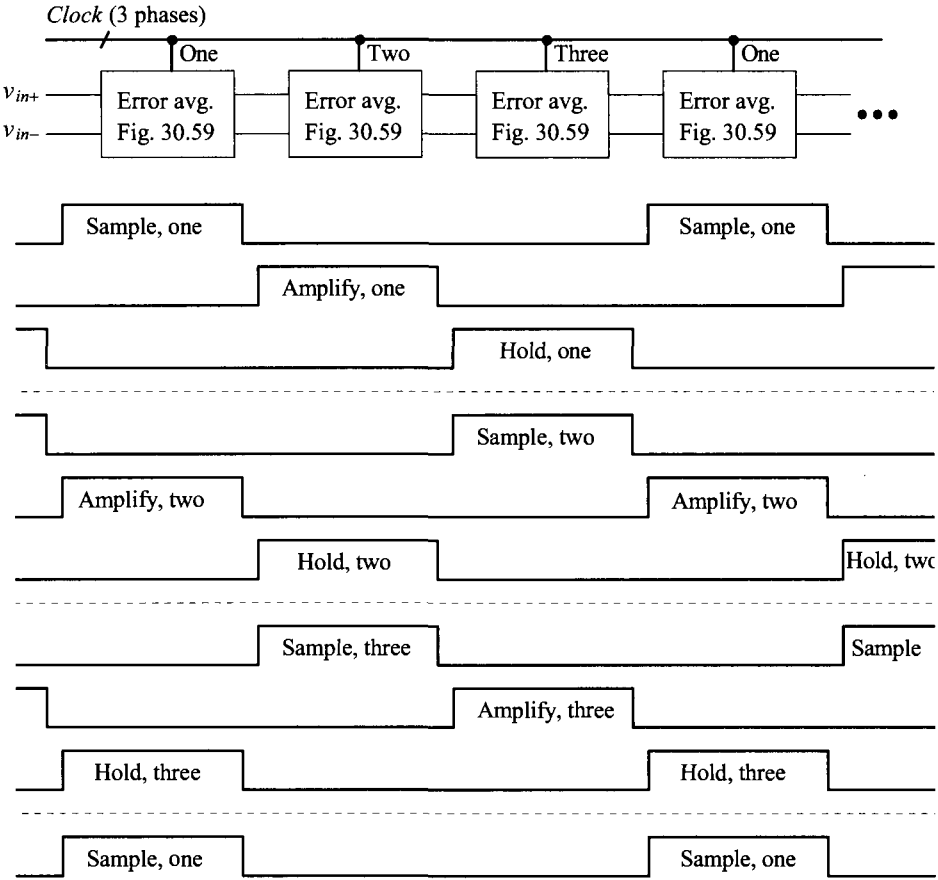 Clock (3 phases)
One
Two
Three
One
v_in+
v_in−
Error avg.
Fig. 30.59
Error avg.
Fig. 30.59
Error avg.
Fig. 30.59
Error avg.
Fig. 30.59
Sample, one
Sample, one
Amplify, one
Hold, one
Sample, two
Amplify, two
Amplify, two
Hold, two
Hold, two
Sample, three
Sample
Amplify, three
Hold, three
Hold, three
Sample, one
Sample, one